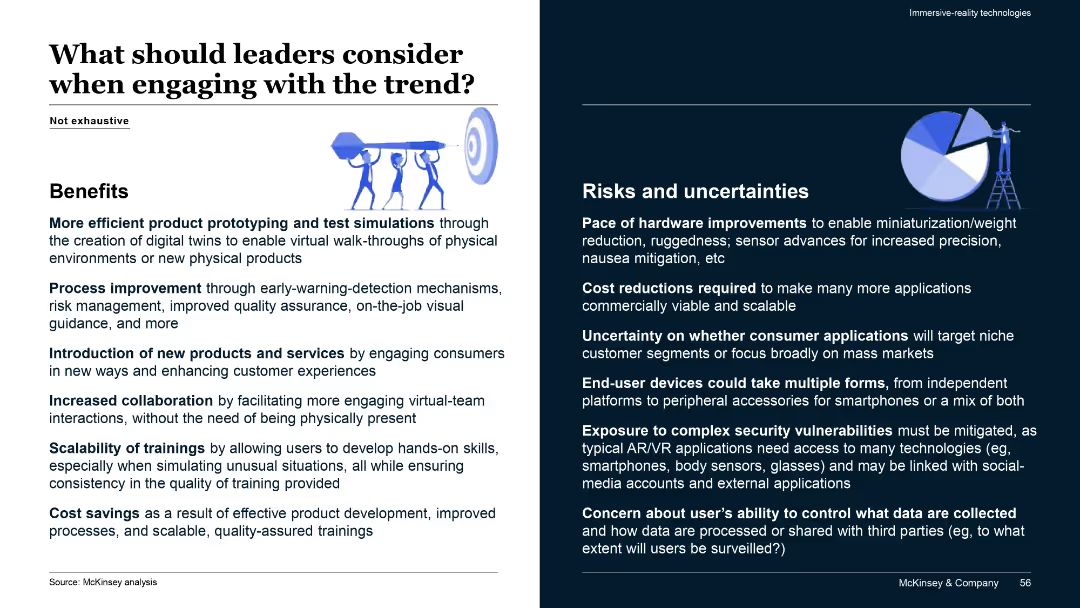 Immersive-reality technologies
What should leaders consider
when engaging with the trend?
Not exhaustive
Benefits
More efficient product prototyping and test simulations through
the creation of digital twins to enable virtual walk-throughs of physical
environments or new physical products
Process improvement through early-warning-detection mechanisms,
risk management, improved quality assurance, on-the-job visual
guidance, and more
Introduction of new products and services by engaging consumers
in new ways and enhancing customer experiences
Increased collaboration by facilitating more engaging virtual-team
interactions, without the need of being physically present
Scalability of trainings by allowing users to develop hands-on skills,
especially when simulating unusual situations, all while ensuring
consistency in the quality of training provided
Cost savings as a result of effective product development, improved
processes, and scalable, quality-assured trainings
Source: McKinsey analysis
Risks and uncertainties
Pace of hardware improvements to enable miniaturization/weight
reduction, ruggedness; sensor advances for increased precision,
nausea mitigation, etc
Cost reductions required to make many more applications
commercially viable and scalable
Uncertainty on whether consumer applications will target niche
customer segments or focus broadly on mass markets
End-user devices could take multiple forms, from independent
platforms to peripheral accessories for smartphones or a mix of both
Exposure to complex security vulnerabilities must be mitigated, as
typical AR/VR applications need access to many technologies (eg,
smartphones, body sensors, glasses) and may be linked with social-
media accounts and external applications
Concern about user's ability to control what data are collected
and how data are processed or shared with third parties (eg, to what
extent will users be surveilled?)
McKinsey & Company 56